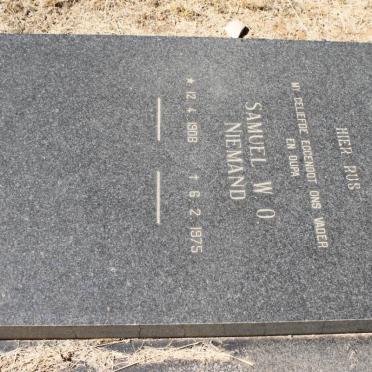 HIER RUS
MY GELIEFDE EGGENOOT, ONS VADER
EN OUPA
SAMUEL W. O.
NIEMAND
* 12. 4. 1908 † 6. 2. 1975